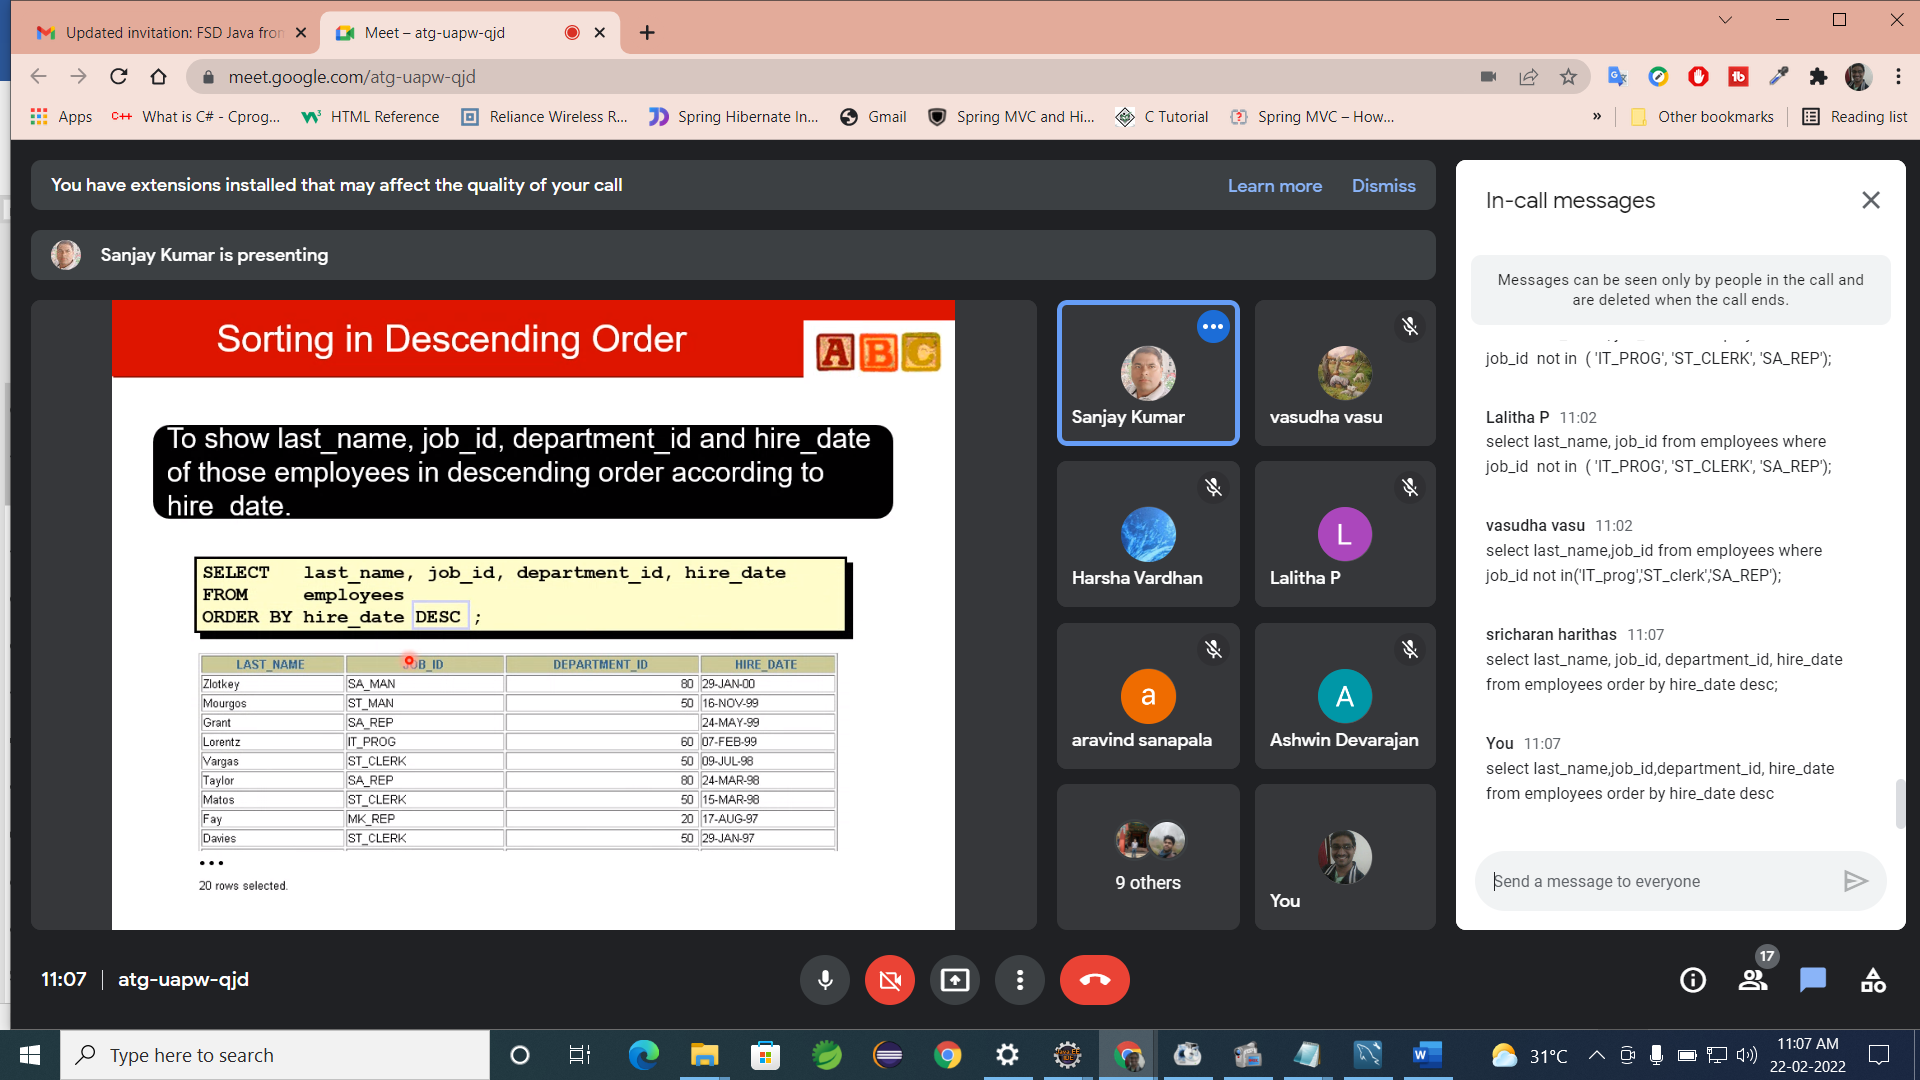 Updated invitation: FSD Java fron
Meet – atg-uapw-qjd
meet.google.com/atg-uapw-qjd
Apps
What is C# - Cprog...
HTML Reference
Reliance Wireless R...
Spring Hibernate In...
Gmail
Spring MVC and Hi...
C Tutorial
Spring MVC – How...
»
Other bookmarks
Reading list
You have extensions installed that may affect the quality of your call
Learn more
Dismiss
Sanjay Kumar is presenting
Sorting in Descending Order
A B C
To show last_name, job_id, department_id and hire_date
of those employees in descending order according to
hire_date.
SELECT last_name, job_id, department_id, hire_date
FROM employees
ORDER BY hire_date DESC ;
LAST_NAME JOB_ID DEPARTMENT_ID HIRE_DATE
Zlotkey SA_MAN 80 29-JAN-00
Mourgos ST_MAN 50 16-NOV-99
Grant SA_REP 24-MAY-99
Lorentz IT_PROG 60 07-FEB-99
Vargas ST_CLERK 50 09-JUL-98
Taylor SA_REP 80 24-MAR-98
Matos ST_CLERK 50 15-MAR-98
Fay MK_REP 20 17-AUG-97
Davies ST_CLERK 50 29-JAN-97
...
20 rows selected.
Sanjay Kumar
vasudha vasu
Harsha Vardhan
L
Lalitha P
a
aravind sanapala
A
Ashwin Devarajan
9 others
You
In-call messages
Messages can be seen only by people in the call and
are deleted when the call ends.
job_id not in ( 'IT_PROG', 'ST_CLERK', 'SA_REP');
Lalitha P 11:02
select last_name, job_id from employees where
job_id not in ( 'IT_PROG', 'ST_CLERK', 'SA_REP');
vasudha vasu 11:02
select last_name,job_id from employees where
job_id not in('IT_prog','ST_clerk','SA_REP');
sricharan harithas 11:07
select last_name, job_id, department_id, hire_date
from employees order by hire_date desc;
You 11:07
select last_name,job_id,department_id, hire_date
from employees order by hire_date desc
Send a message to everyone
11:07 | atg-uapw-qjd
17
Type here to search
31°C
11:07 AM
22-02-2022